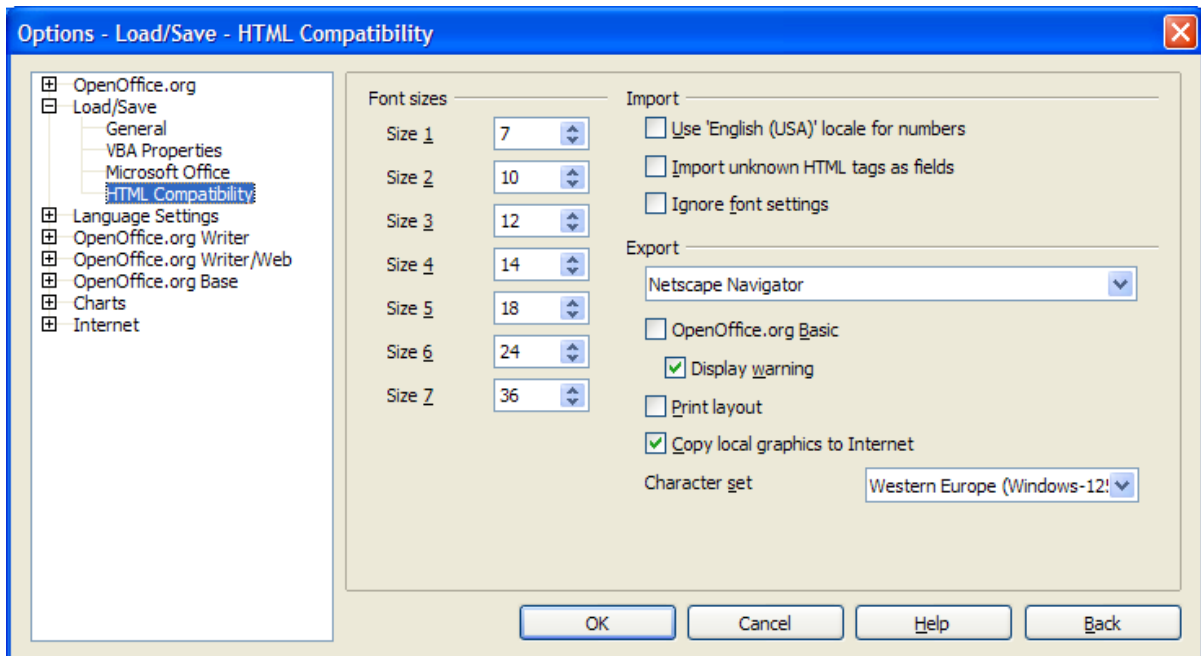 Options - Load/Save - HTML Compatibility
OpenOffice.org
Load/Save
General
VBA Properties
Microsoft Office
HTML Compatibility
Language Settings
OpenOffice.org Writer
OpenOffice.org Writer/Web
OpenOffice.org Base
Charts
Internet
Font sizes
Size 1 7
Size 2 10
Size 3 12
Size 4 14
Size 5 18
Size 6 24
Size 7 36
Import
Use 'English (USA)' locale for numbers
Import unknown HTML tags as fields
Ignore font settings
Export
Netscape Navigator
OpenOffice.org Basic
Display warning
Print layout
Copy local graphics to Internet
Character set Western Europe (Windows-125
OK Cancel Help Back